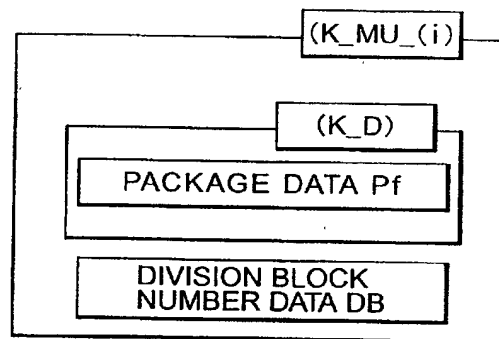 (K_MU_(i)
(K_D)
PACKAGE DATA Pf
DIVISION BLOCK
NUMBER DATA DB